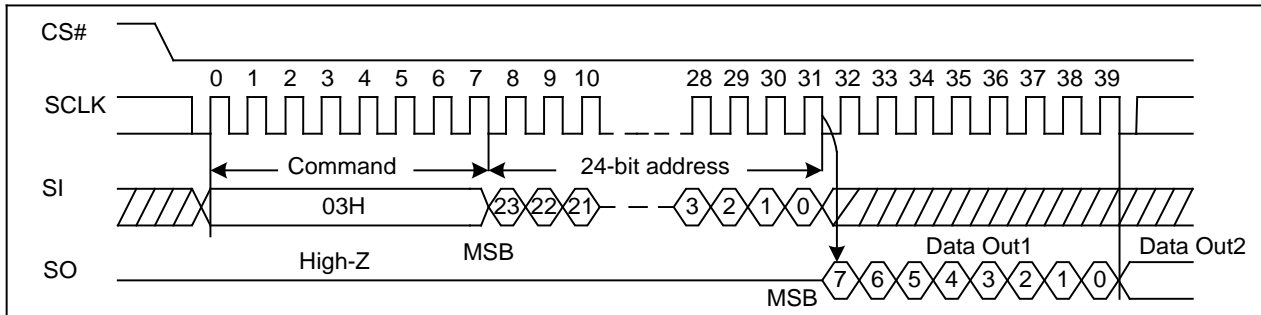 CS#
0 1 2 3 4 5 6 7 8 9 10 28 29 30 31 32 33 34 35 36 37 38 39
SCLK
Command 24-bit address
SI
03H 23 22 21 3 2 1 0
High-Z MSB Data Out1 Data Out2
SO
MSB 7 6 5 4 3 2 1 0